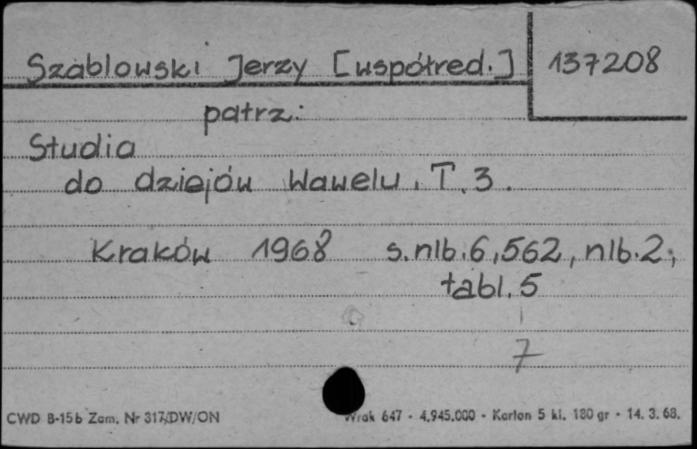 Szablowski Jerzy [współred.] 137208
patrz:
Studia
do dziejów Wawelu. T. 3.
Kraków 1968 s. nlb. 6, 562, nlb. 2,
tabl. 5
7
CWD B-15b Zam. Nr 317/DW/ON
647 - 4.945.000 - Karton 5 kl. 180 gr - 14. 3. 68.